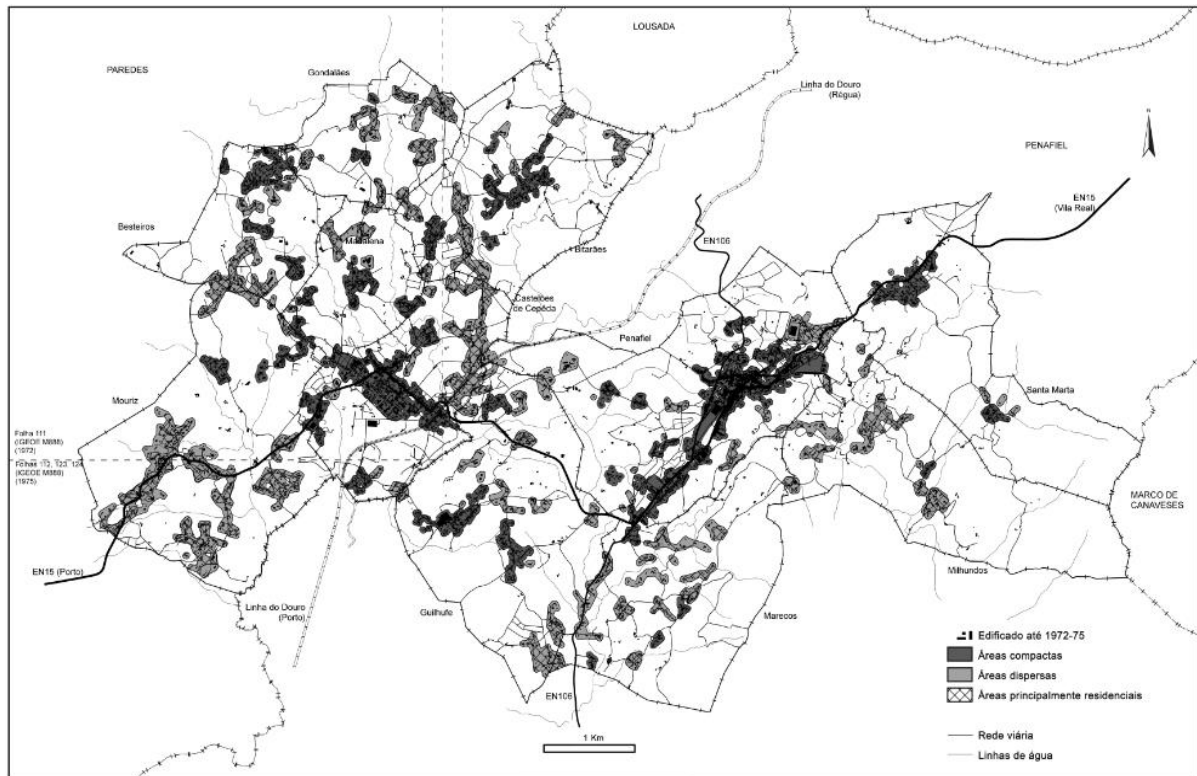 LOUSADA
PAREDES
Gondalães
Linha do Douro
(Régua)
PENAFIEL
EN15
(Vila Real)
Besteiros
Madalena
Bitarães
EN106
Castelões
de Cepêda
Penafiel
Santa Marta
Mouriz
Folha 111
(IGEOE M888)
(1972)
Folhas 112, 123, 124
(IGEOE M888)
(1975)
MARCO DE
CANAVESES
EN15 (Porto)
Milhundos
Linha do Douro
(Porto)
Guilhufe
Marecos
EN106
Edificado até 1972-75
Áreas compactas
Áreas dispersas
Áreas principalmente residenciais
Rede viária
Linhas de água
1 Km